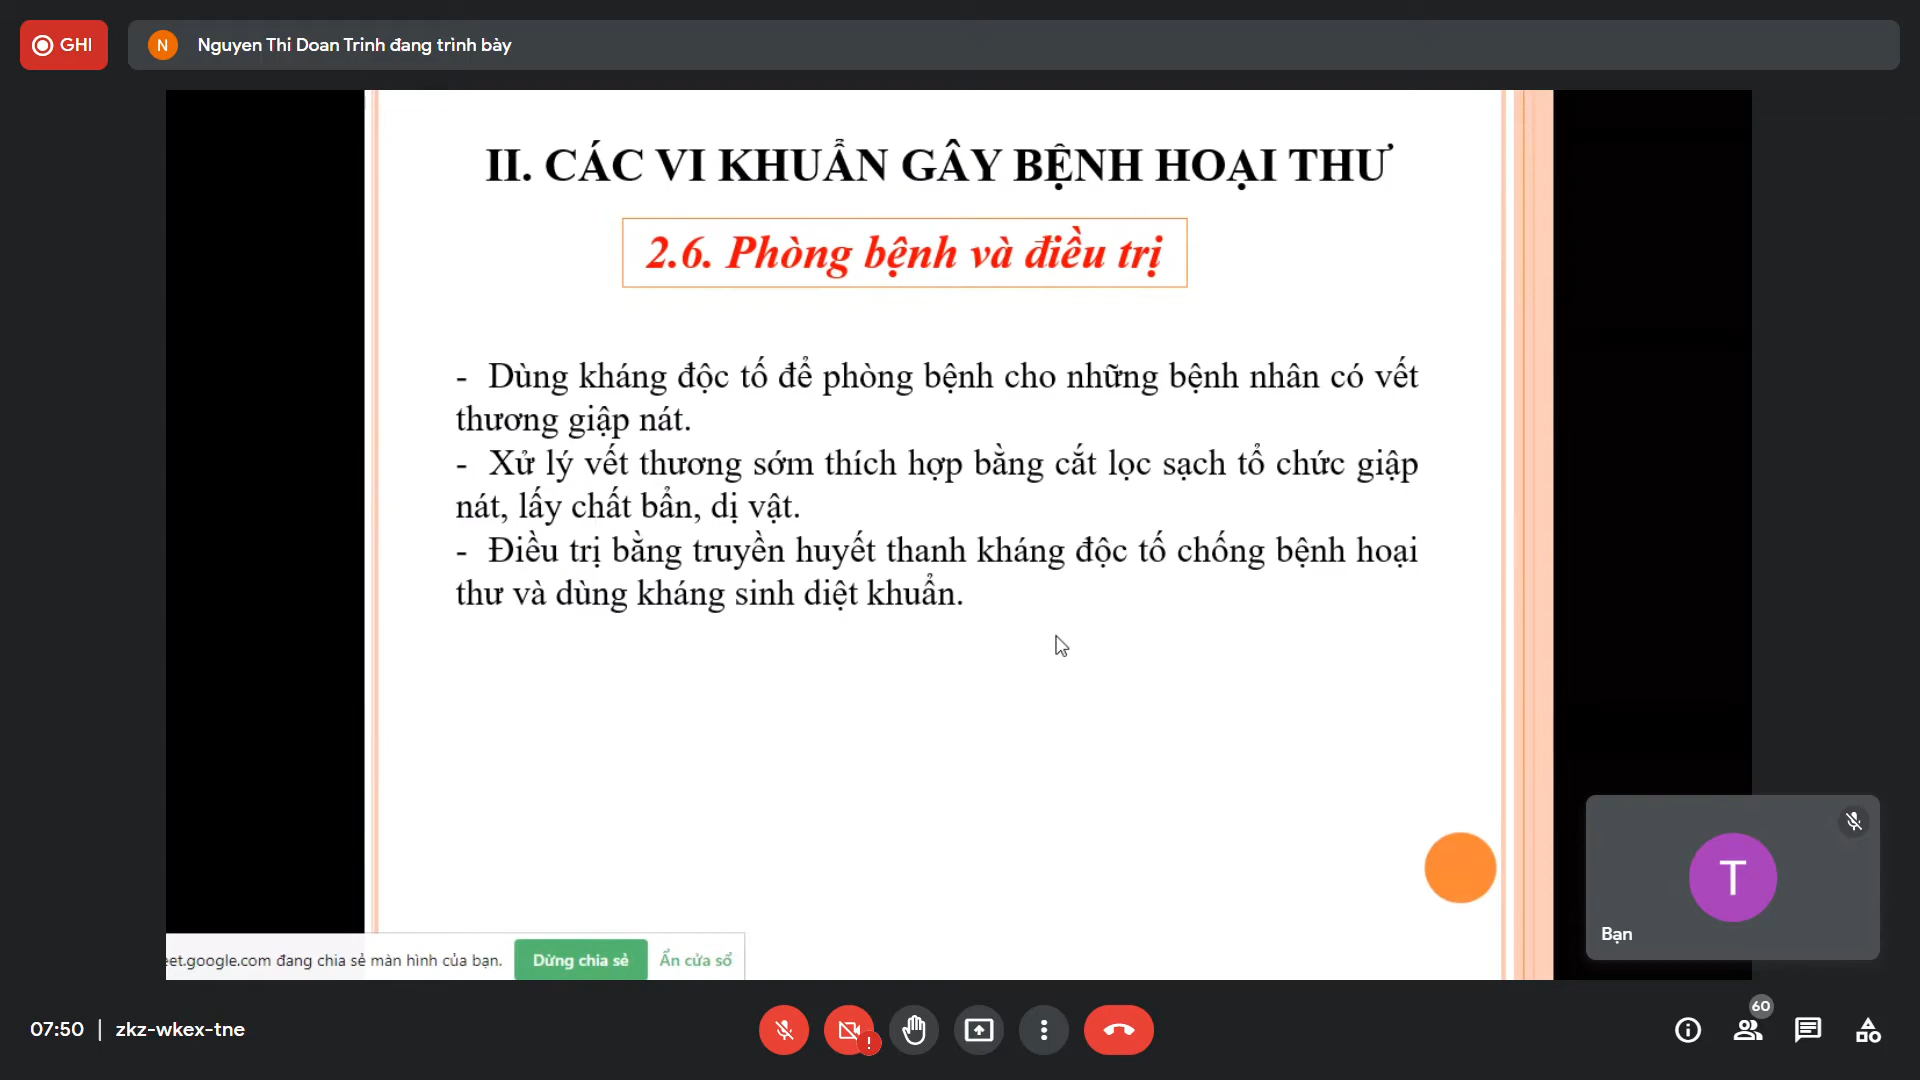 GHI
N
Nguyen Thi Doan Trinh đang trình bày
II. CÁC VI KHUẨN GÂY BỆNH HOẠI THƯ
2.6. Phòng bệnh và điều trị
- Dùng kháng độc tố để phòng bệnh cho những bệnh nhân có vết
thương giập nát.
- Xử lý vết thương sớm thích hợp bằng cắt lọc sạch tổ chức giập
nát, lấy chất bẩn, dị vật.
- Điều trị bằng truyền huyết thanh kháng độc tố chống bệnh hoại
thư và dùng kháng sinh diệt khuẩn.
T
Bạn
eet.google.com đang chia sẻ màn hình của bạn. Dừng chia sẻ Ẩn cửa sổ
07:50 | zkz-wkex-tne
60